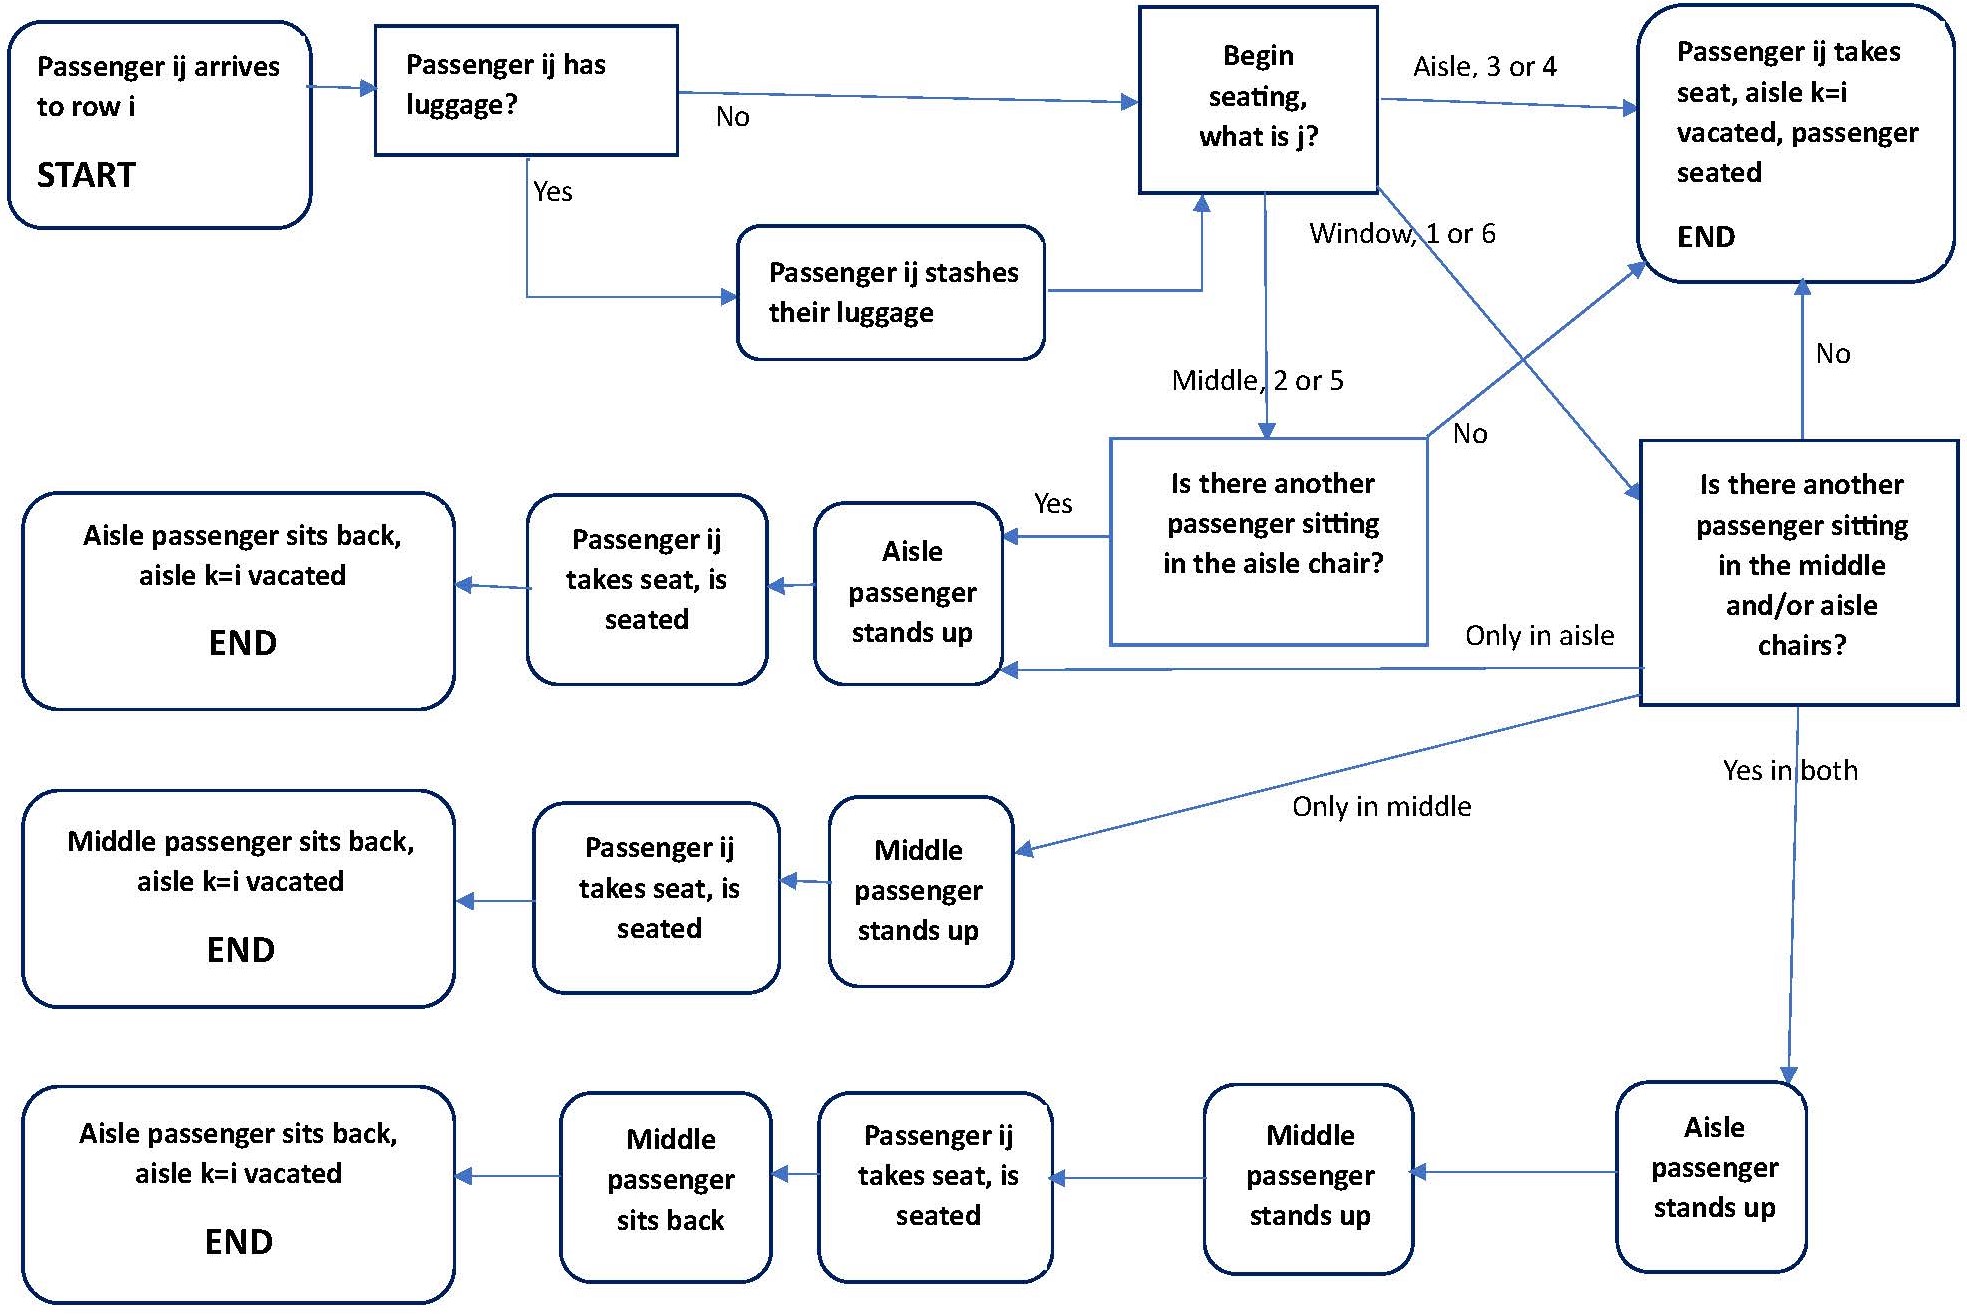 Passenger ij arrives
to row i
START
Passenger ij has
luggage?
No
Yes
Passenger ij stashes
their luggage
Begin
seating,
what is j?
Aisle, 3 or 4
Window, 1 or 6
Middle, 2 or 5
Passenger ij takes
seat, aisle k=i
vacated, passenger
seated
END
No
No
Is there another
passenger sitting
in the aisle chair?
Yes
Is there another
passenger sitting
in the middle
and/or aisle
chairs?
Only in aisle
Aisle
passenger
stands up
Passenger ij
takes seat, is
seated
Aisle passenger sits back,
aisle k=i vacated
END
Only in middle
Yes in both
Middle
passenger
stands up
Passenger ij
takes seat, is
seated
Middle passenger sits back,
aisle k=i vacated
END
Aisle
passenger
stands up
Middle
passenger
stands up
Passenger ij
takes seat, is
seated
Middle
passenger
sits back
Aisle passenger sits back,
aisle k=i vacated
END